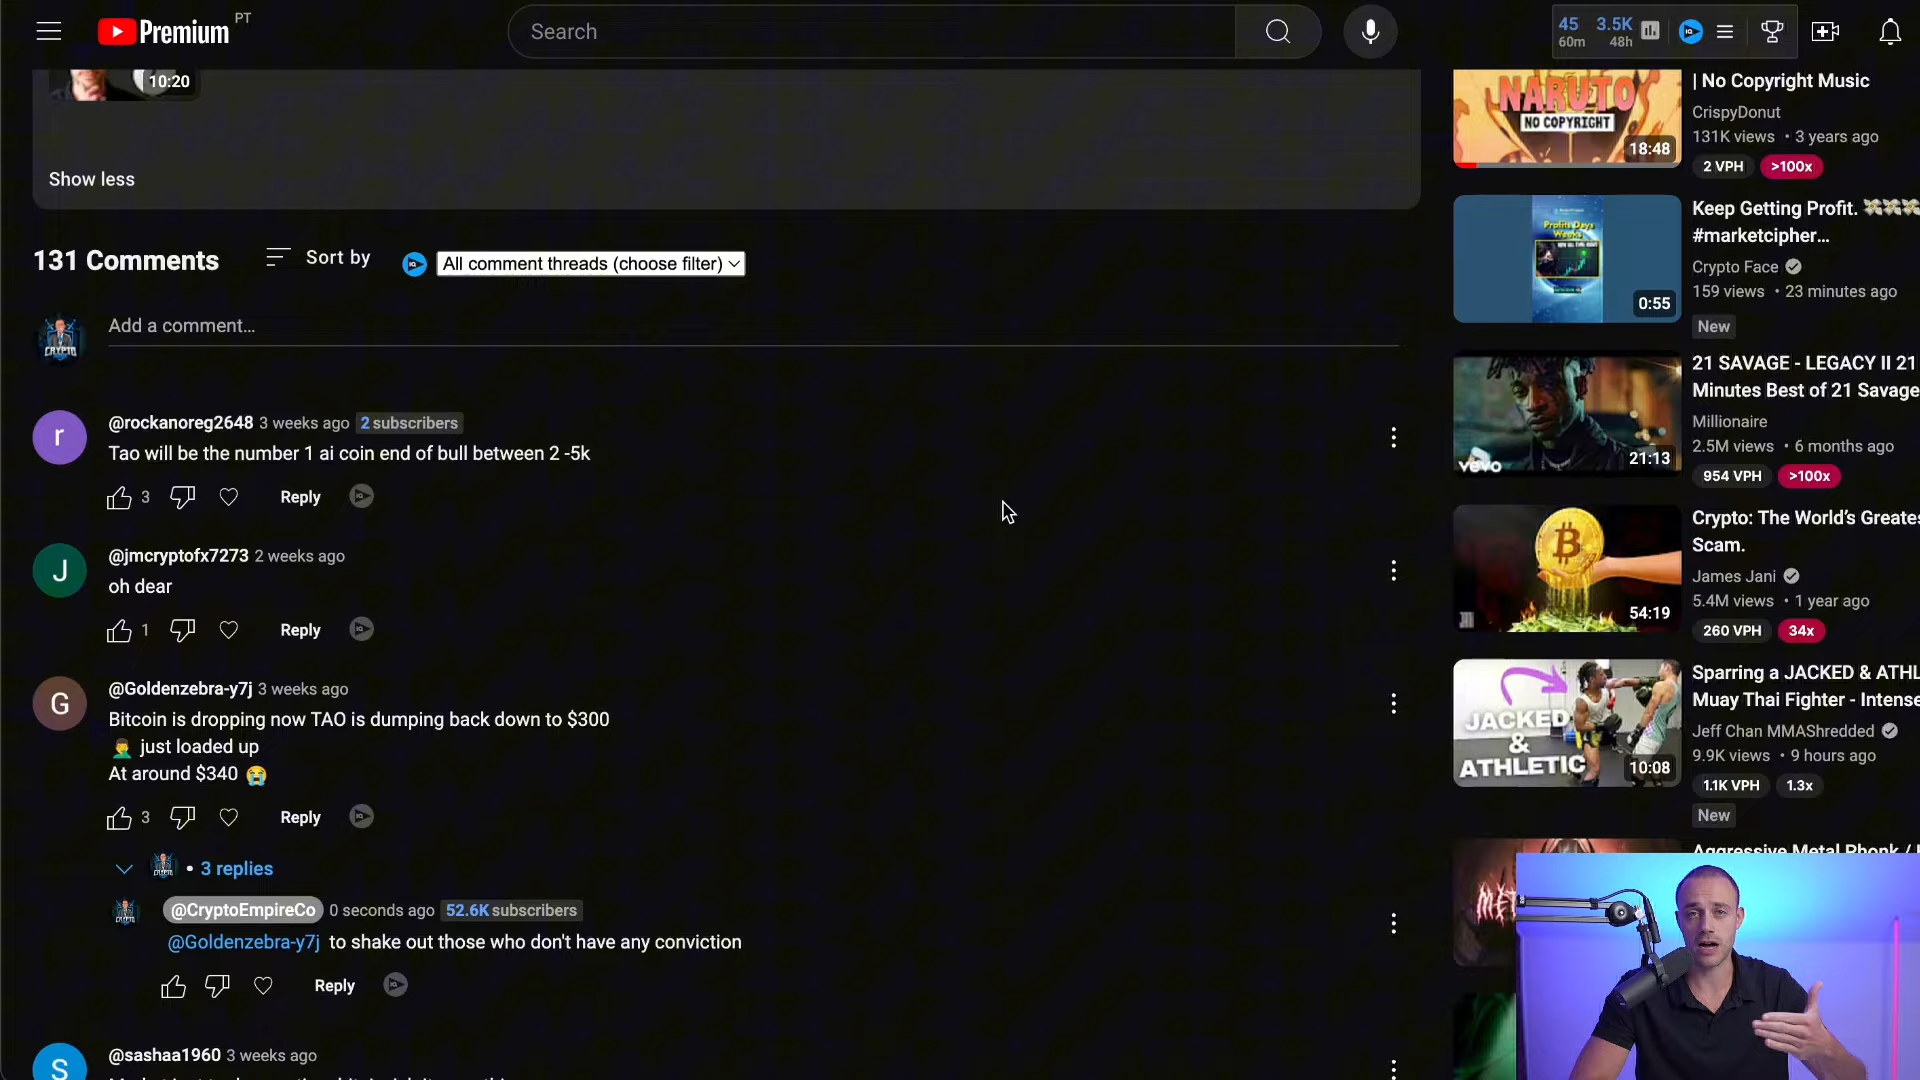 Premium PT
Search
45 3.5K
60m 48h
10:20
Show less
131 Comments
Sort by
All comment threads (choose filter)
Add a comment...
CRYPTO
r
@rockanoreg2648 3 weeks ago 2 subscribers
Tao will be the number 1 ai coin end of bull between 2 -5k
3 Reply
J
@jmcryptofx7273 2 weeks ago
oh dear
1 Reply
G
@Goldenzebra-y7j 3 weeks ago
Bitcoin is dropping now TAO is dumping back down to $300
🤦‍♂️ just loaded up
At around $340 😭
3 Reply
• 3 replies
@CryptoEmpireCo 0 seconds ago 52.6K subscribers
@Goldenzebra-y7j to shake out those who don't have any conviction
Reply
S
@sashaa1960 3 weeks ago
NARUTO
NO COPYRIGHT
18:48
| No Copyright Music
CrispyDonut
131K views • 3 years ago
2 VPH >100x
Profits Days
Weeks
0:55
Keep Getting Profit. 💸💸💸
#marketcipher...
Crypto Face
159 views • 23 minutes ago
New
vevo
21:13
21 SAVAGE - LEGACY II 21
Minutes Best of 21 Savage
Millionaire
2.5M views • 6 months ago
954 VPH >100x
54:19
Crypto: The World's Greates
Scam.
James Jani
5.4M views • 1 year ago
260 VPH 34x
JACKED
&
ATHLETIC
10:08
Sparring a JACKED & ATHL
Muay Thai Fighter - Intense
Jeff Chan MMAShredded
9.9K views • 9 hours ago
1.1K VPH 1.3x
New
Aggressive Metal Phonk /